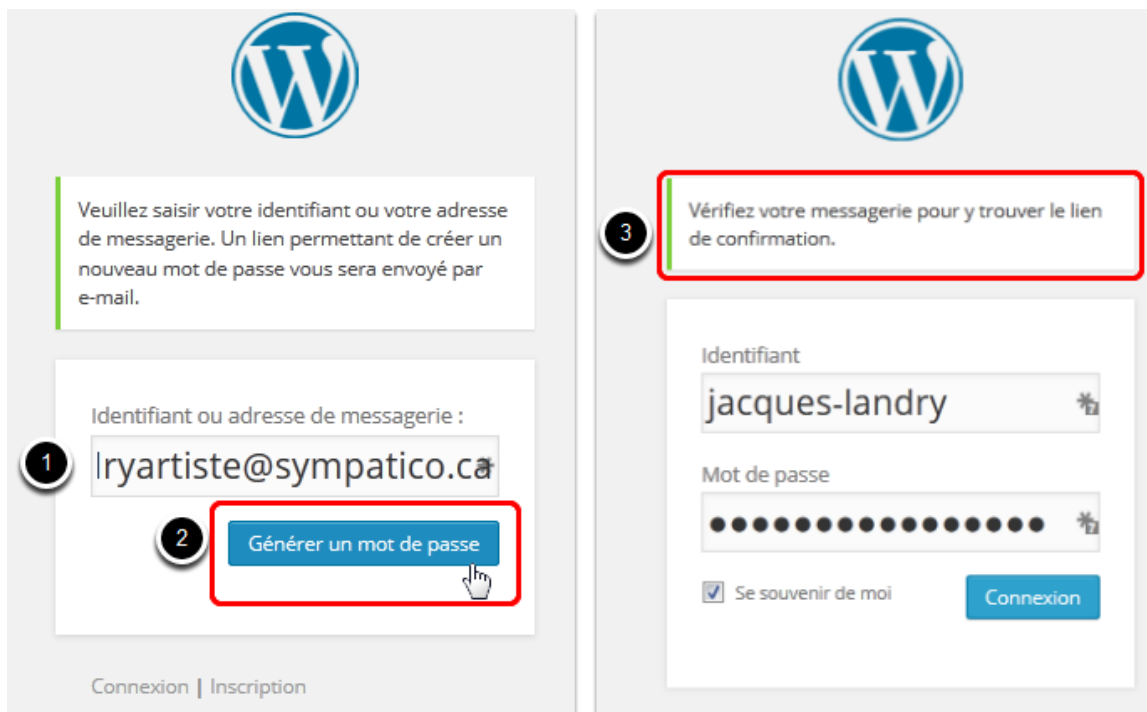 Veuillez saisir votre identifiant ou votre adresse
de messagerie. Un lien permettant de créer un
nouveau mot de passe vous sera envoyé par
e-mail.
Identifiant ou adresse de messagerie :
1
lryartiste@sympatico.ca
2
Générer un mot de passe
Connexion | Inscription
3
Vérifiez votre messagerie pour y trouver le lien
de confirmation.
Identifiant
jacques-landry
Mot de passe
••••••••••••••••
Se souvenir de moi
Connexion